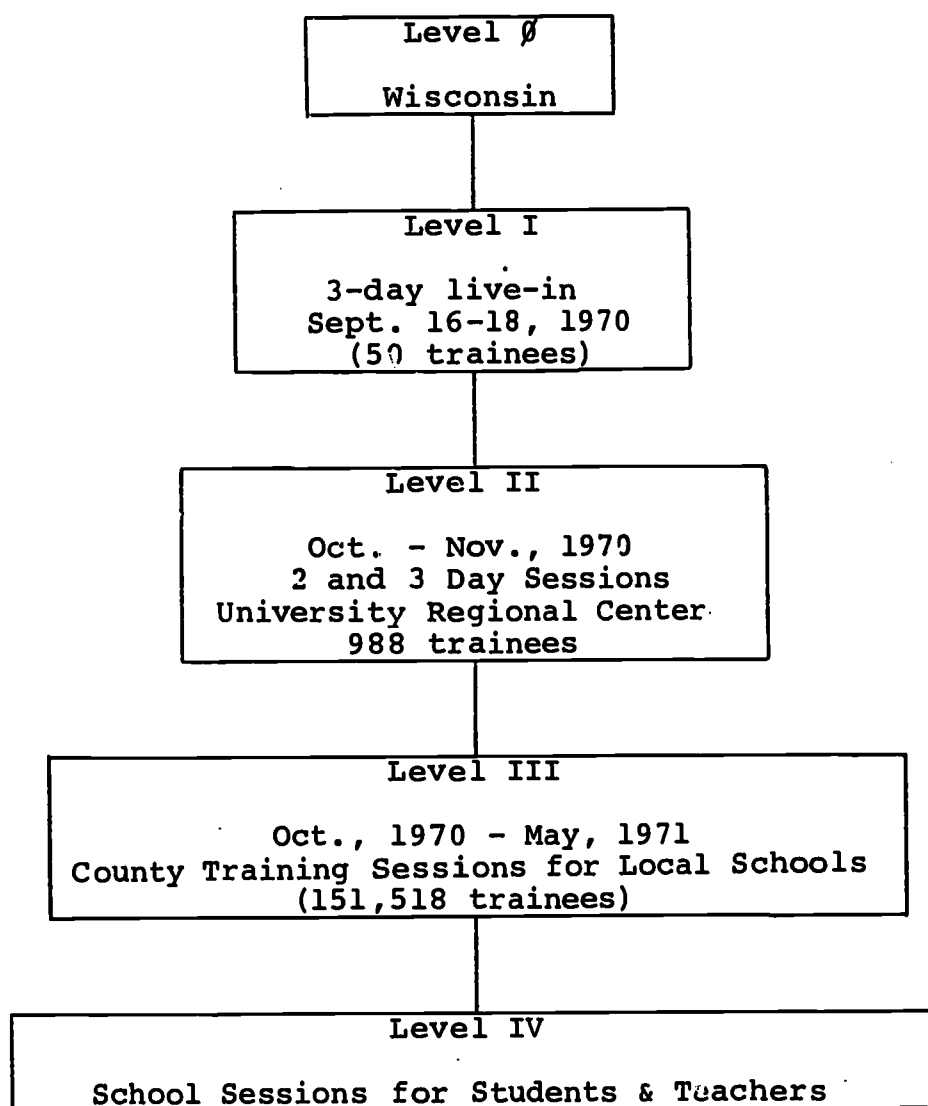 Level Ø
Wisconsin
Level I
3-day live-in
Sept. 16-18, 1970
(50 trainees)
Level II
Oct. - Nov., 1970
2 and 3 Day Sessions
University Regional Center
988 trainees
Level III
Oct., 1970 - May, 1971
County Training Sessions for Local Schools
(151,518 trainees)
Level IV
School Sessions for Students & Teachers